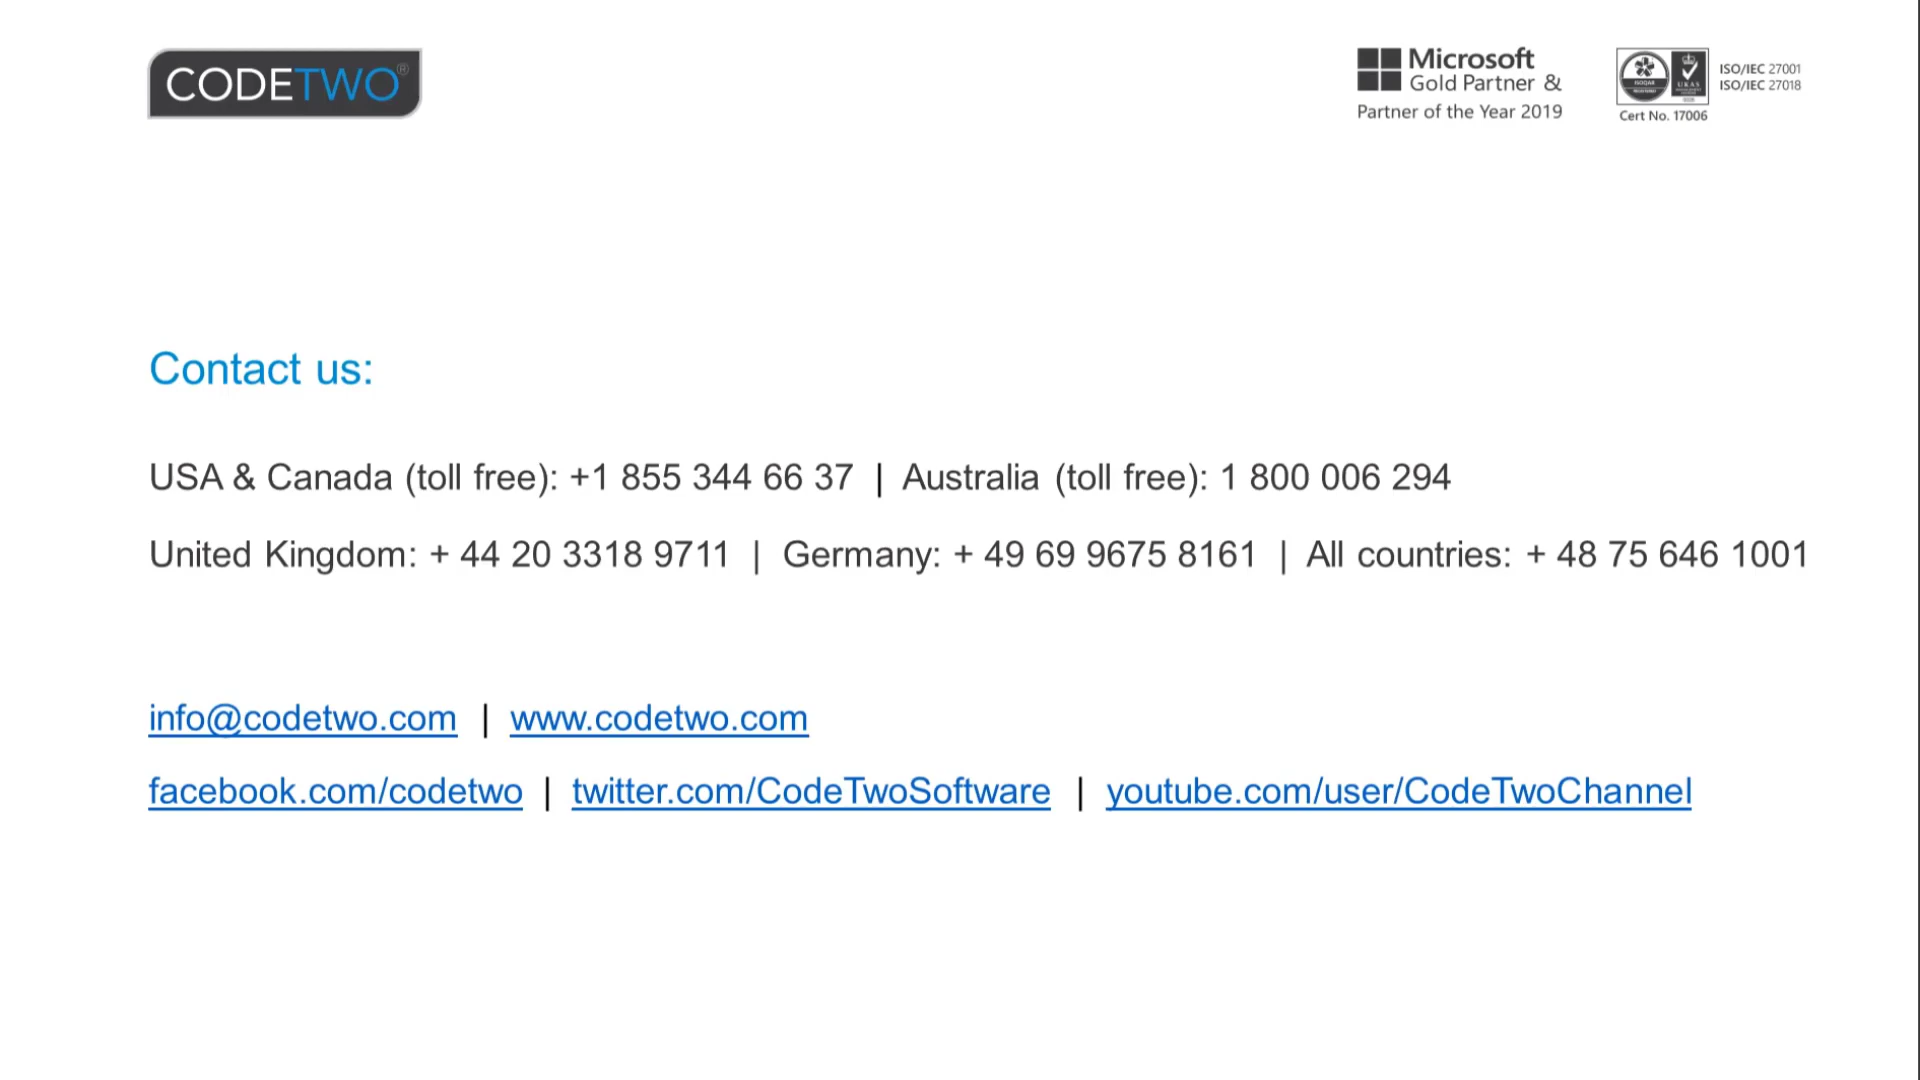 CODETWO®
Microsoft
Gold Partner &
Partner of the Year 2019
ISOQAR
REGISTERED
UKAS
ISO/IEC 27001
ISO/IEC 27018
Cert No. 17006
Contact us:
USA & Canada (toll free): +1 855 344 66 37 | Australia (toll free): 1 800 006 294
United Kingdom: + 44 20 3318 9711 | Germany: + 49 69 9675 8161 | All countries: + 48 75 646 1001
info@codetwo.com | www.codetwo.com
facebook.com/codetwo | twitter.com/CodeTwoSoftware | youtube.com/user/CodeTwoChannel